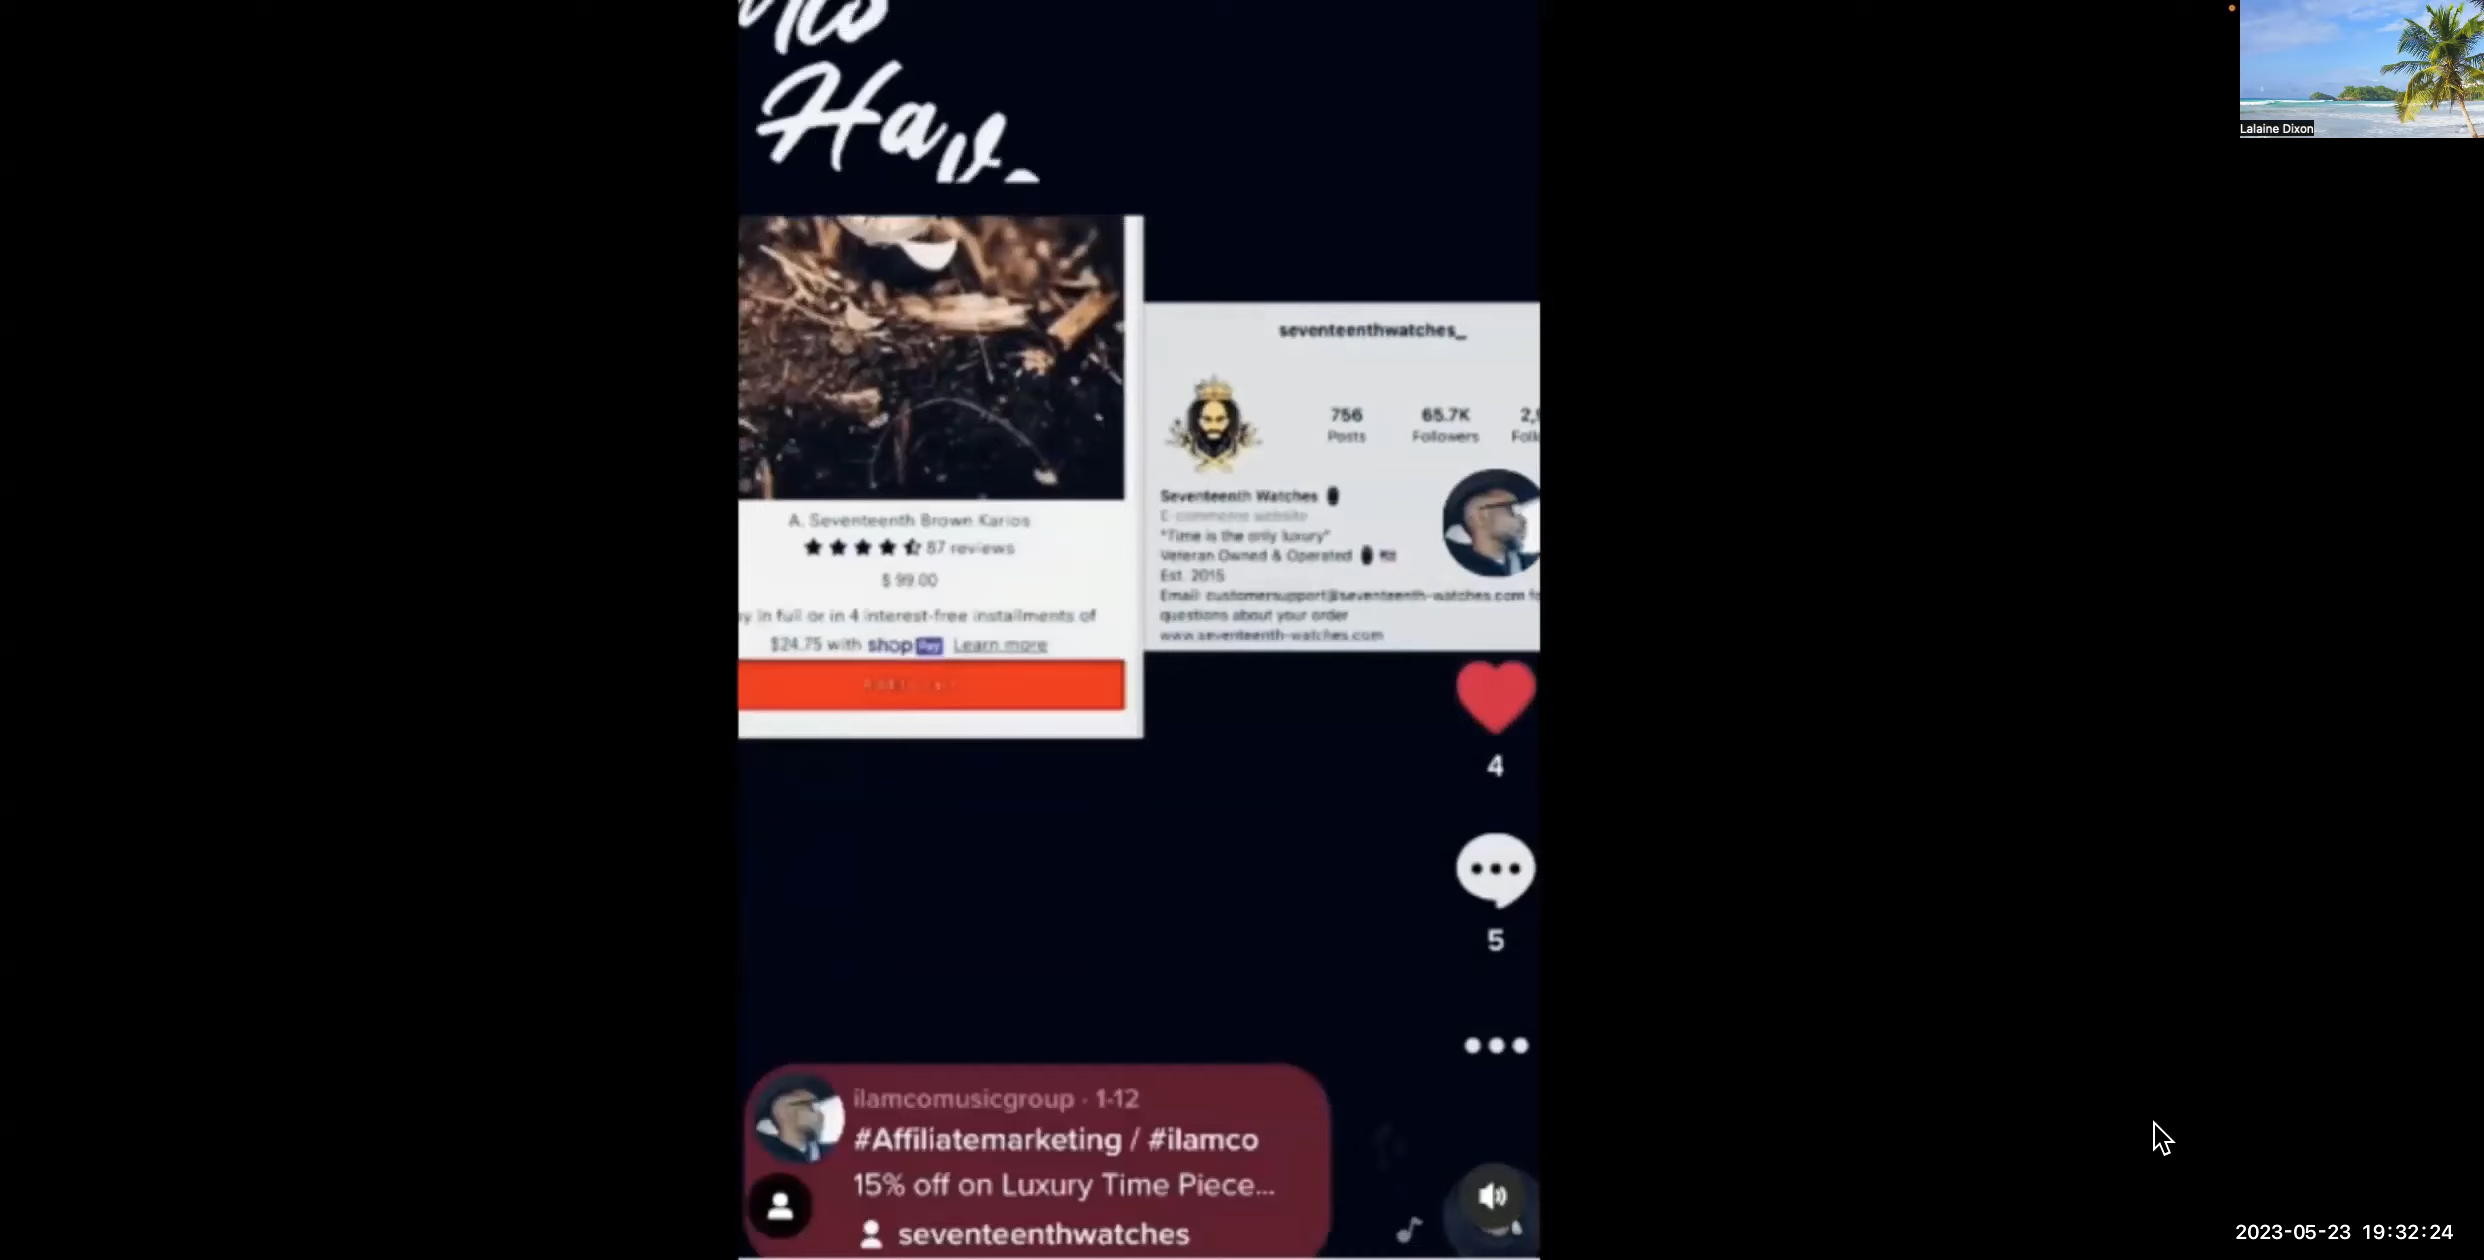 Lalaine Dixon
Hav
seventeenthwatches_
756
65.7K
Posts
Followers
Seventeenth Watches
E-commerce website
"Time is the only luxury"
Veteran Owned & Operated
Est. 2015
Email: customersupport@seventeenth-watches.com fo
questions about your order
www.seventeenth-watches.com
A. Seventeenth Brown Karios
87 reviews
$ 99.00
y in full or in 4 interest-free installments of
$24.75 with shop Pay Learn more
4
5
ilamcomusicgroup · 1-12
#Affiliatemarketing / #ilamco
15% off on Luxury Time Piece...
seventeenthwatches
2023-05-23 19:32:24